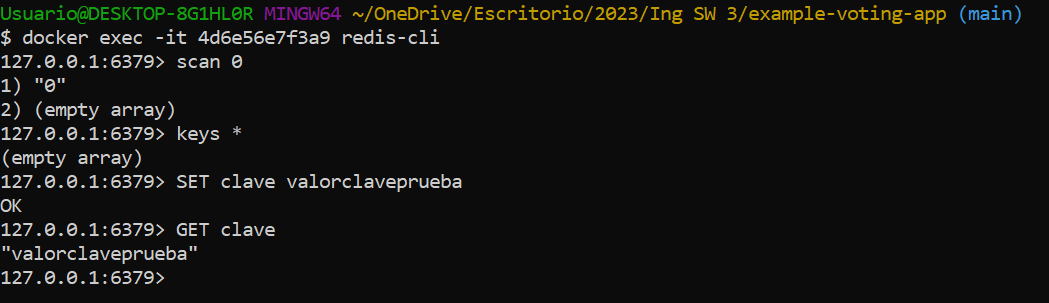 Usuario@DESKTOP-8G1HL0R MINGW64 ~/OneDrive/Escritorio/2023/Ing SW 3/example-voting-app (main)
$ docker exec -it 4d6e56e7f3a9 redis-cli
127.0.0.1:6379> scan 0
1) "0"
2) (empty array)
127.0.0.1:6379> keys *
(empty array)
127.0.0.1:6379> SET clave valorclaveprueba
OK
127.0.0.1:6379> GET clave
"valorclaveprueba"
127.0.0.1:6379>